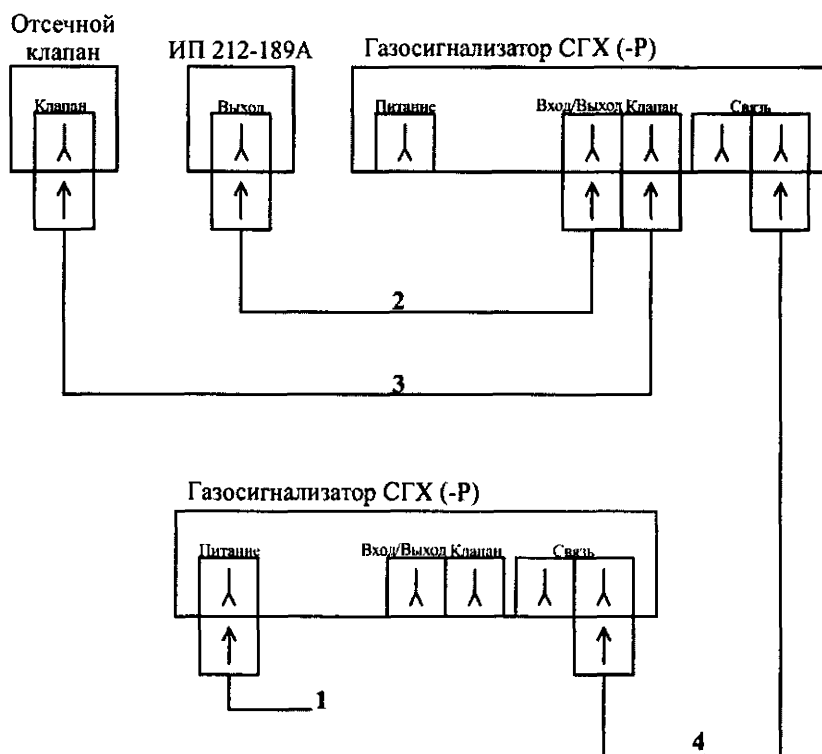 Отсечной
клапан
ИП 212-189А
Газосигнализатор СГХ (-Р)
Клапан
Выход
Питание
Вход/Выход
Клапан
Связь
2
3
Газосигнализатор СГХ (-Р)
Питание
Вход/Выход
Клапан
Связь
1
4